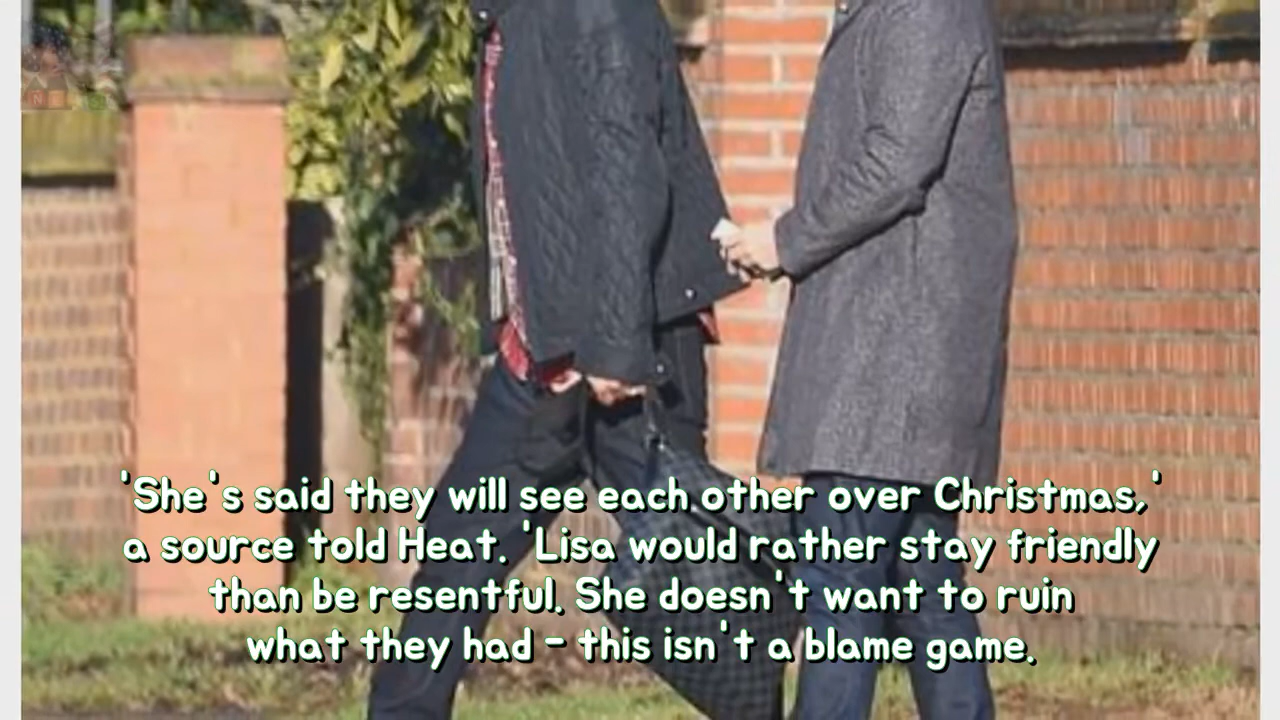 'She's said they will see each other over Christmas,'
a source told Heat. 'Lisa would rather stay friendly
than be resentful. She doesn't want to ruin
what they had - this isn't a blame game.